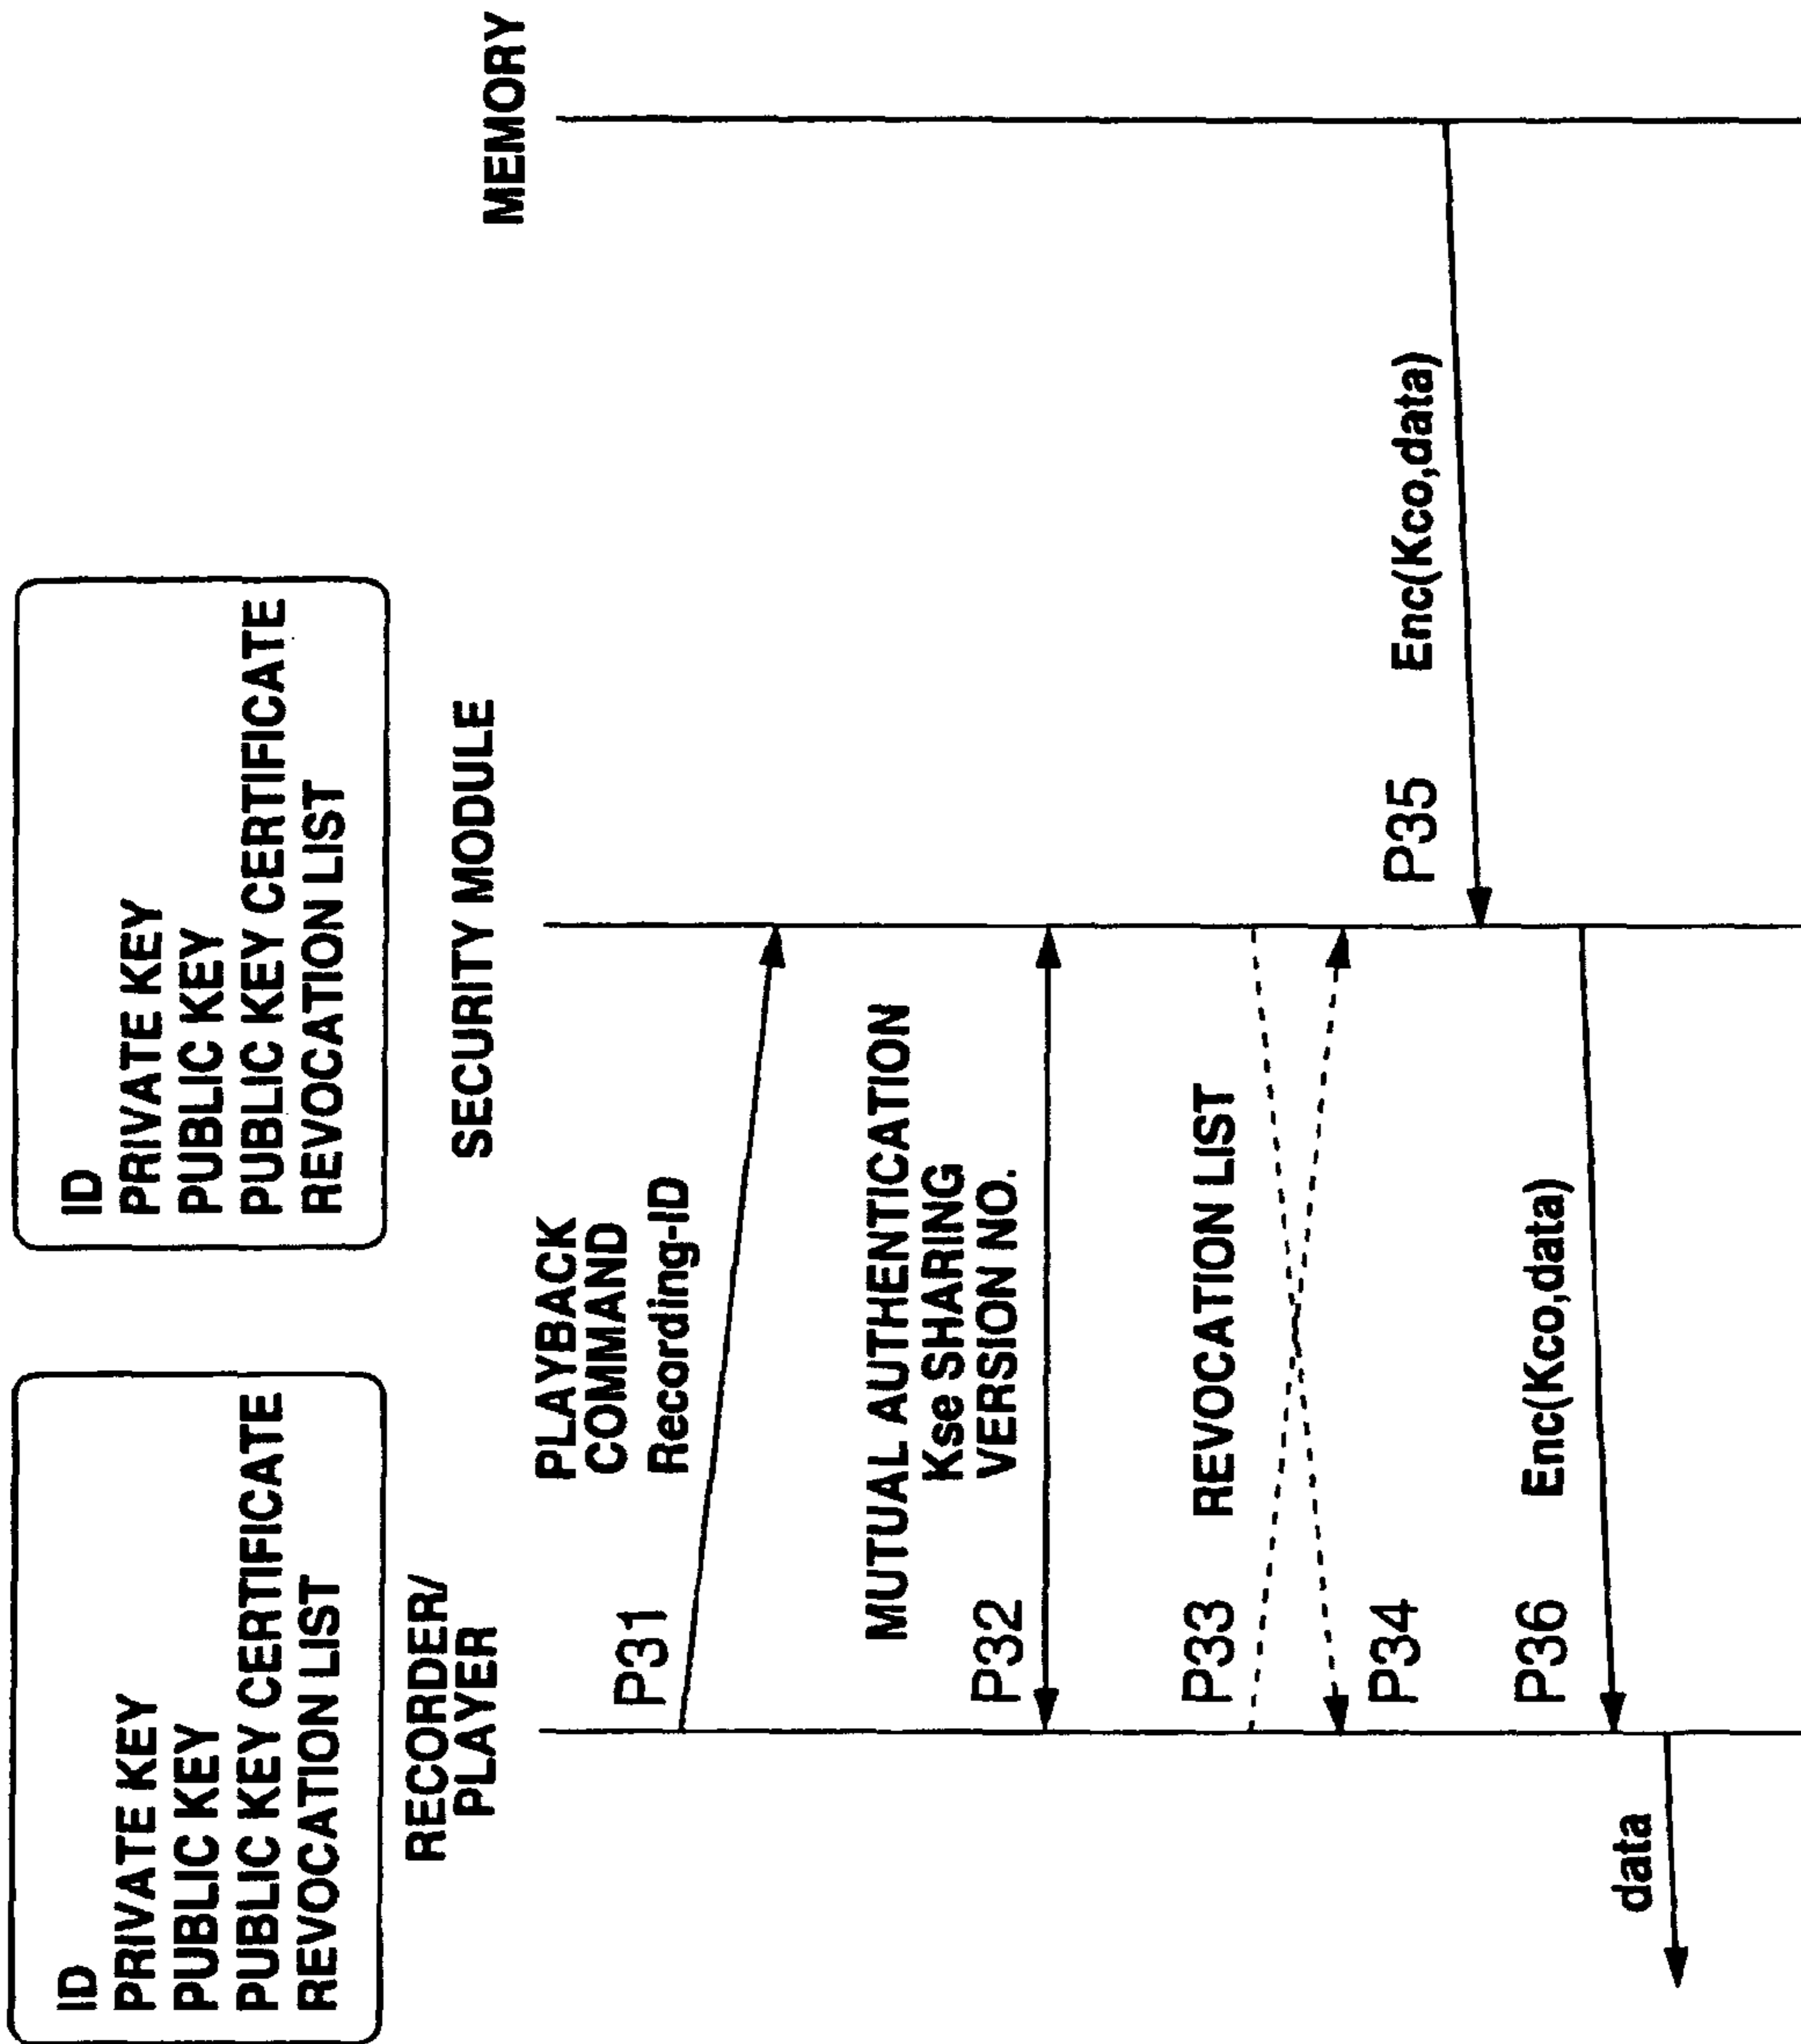 ID
PRIVATE KEY
PUBLIC KEY
PUBLIC KEY CERTIFICATE
REVOCATION LIST
ID
PRIVATE KEY
PUBLIC KEY
PUBLIC KEY CERTIFICATE
REVOCATION LIST
RECORDER/
PLAYER
SECURITY MODULE
MEMORY
PLAYBACK
COMMAND
Recording-ID
P31
MUTUAL AUTHENTICATION
Kse SHARING
VERSION NO.
P32
P33
REVOCATION LIST
P34
P35
Enc(Kco,data)
P36
Enc(Kco,data)
data